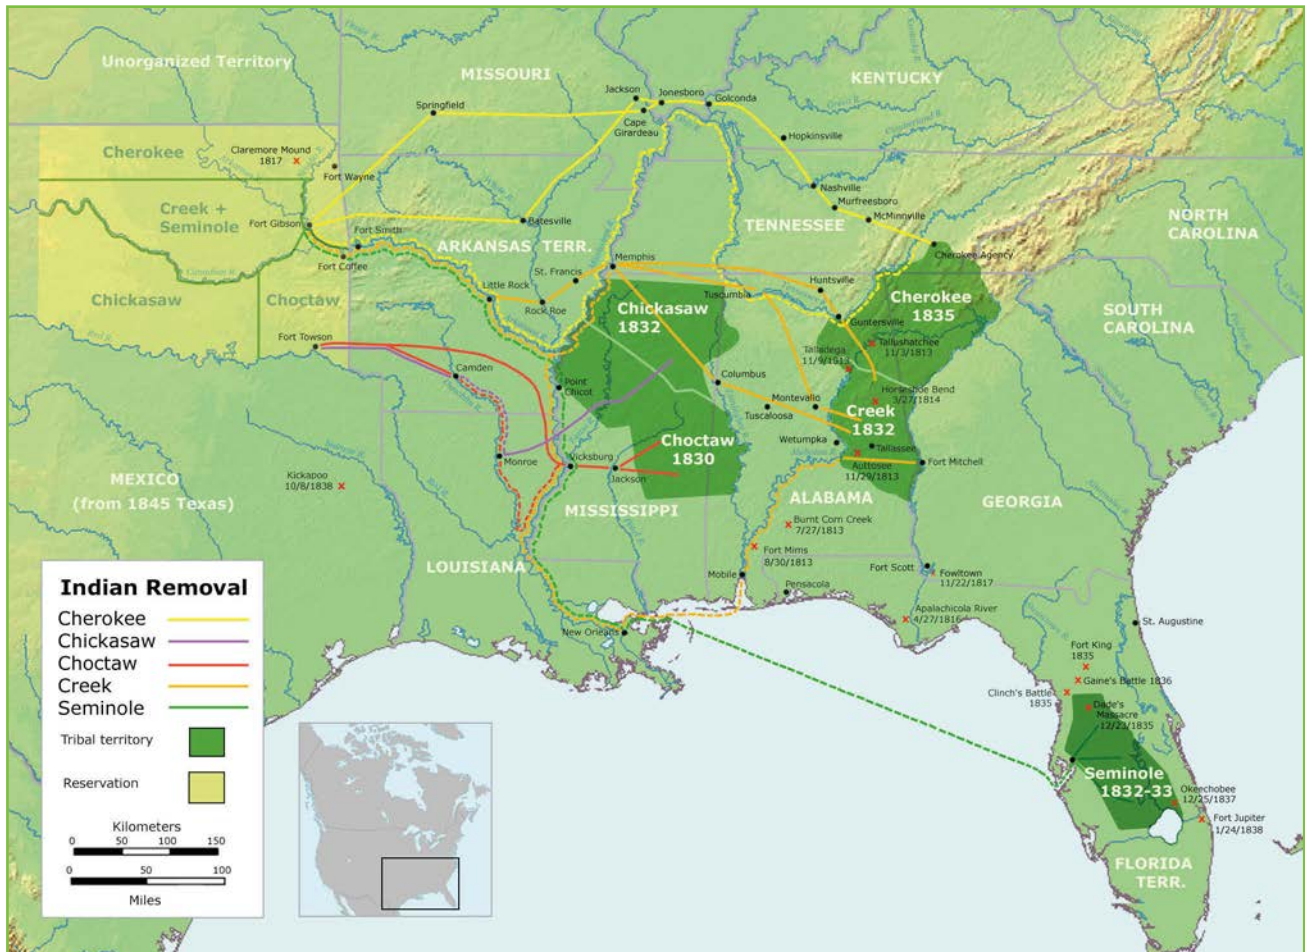 Unorganized Territory
MISSOURI
KENTUCKY
Jackson
Jonesboro
Golconda
Springfield
Cape
Girardeau
Hopkinsville
Cumberland R.
Green R.
Cherokee
Claremore Mound
1817
Fort Wayne
Nashville
Murfreesboro
McMinnville
NORTH
CAROLINA
Creek +
Seminole
Fort Gibson
Batesville
TENNESSEE
Fort Smith
ARKANSAS TERR.
Cherokee Agency
Fort Coffee
Memphis
Canadian R.
St. Francis
Huntsville
Little Rock
Rock Roe
Chickasaw
Choctaw
Chickasaw
1832
Tuscumbia
Cherokee
1835
Guntersville
SOUTH
CAROLINA
Red R.
Fort Towson
Tallushatchee
11/3/1813
Talladega
11/9/1913
Camden
Point
Chicot
Columbus
Horseshoe Bend
3/27/1814
Montevallo
Tuscaloosa
Creek
1832
Choctaw
1830
Wetumpka
Tallassee
Monroe
Vicksburg
Jackson
Auttosee
11/29/1813
Fort Mitchell
Kickapoo
10/8/1838
MEXICO
(from 1845 Texas)
Red R.
MISSISSIPPI
ALABAMA
GEORGIA
Burnt Corn Creek
7/27/1813
Fort Mims
8/30/1813
LOUISIANA
Mobile
Pensacola
Fort Scott
Fowltown
11/22/1817
New Orleans
Apalachicola River
4/27/1816
St. Augustine
Fort King
1835
Gaine's Battle 1836
Clinch's Battle
1835
Dade's
Massacre
12/23/1835
Seminole
1832-33
Okeechobee
12/25/1837
Fort Jupiter
1/24/1838
FLORIDA
TERR.
Indian Removal
Cherokee
Chickasaw
Choctaw
Creek
Seminole
Tribal territory
Reservation
Kilometers
0 50 100 150
0 50 100
Miles